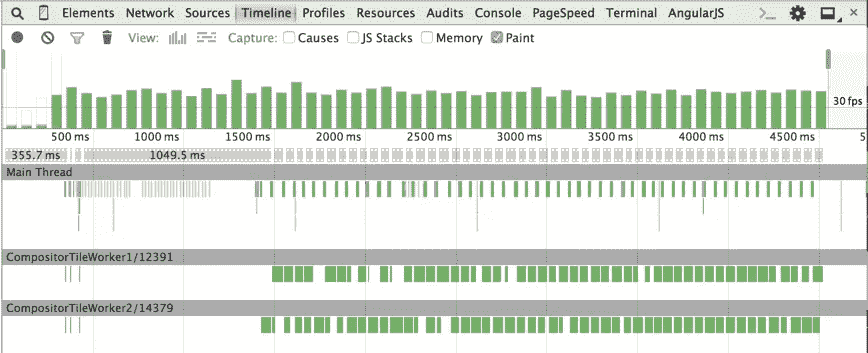 Elements Network Sources Timeline Profiles Resources Audits Console PageSpeed Terminal AngularJS
View: Capture: Causes JS Stacks Memory Paint
30 fps
500 ms 1000 ms 1500 ms 2000 ms 2500 ms 3000 ms 3500 ms 4000 ms 4500 ms 5
355.7 ms 1049.5 ms
Main Thread
CompositorTileWorker1/12391
CompositorTileWorker2/14379